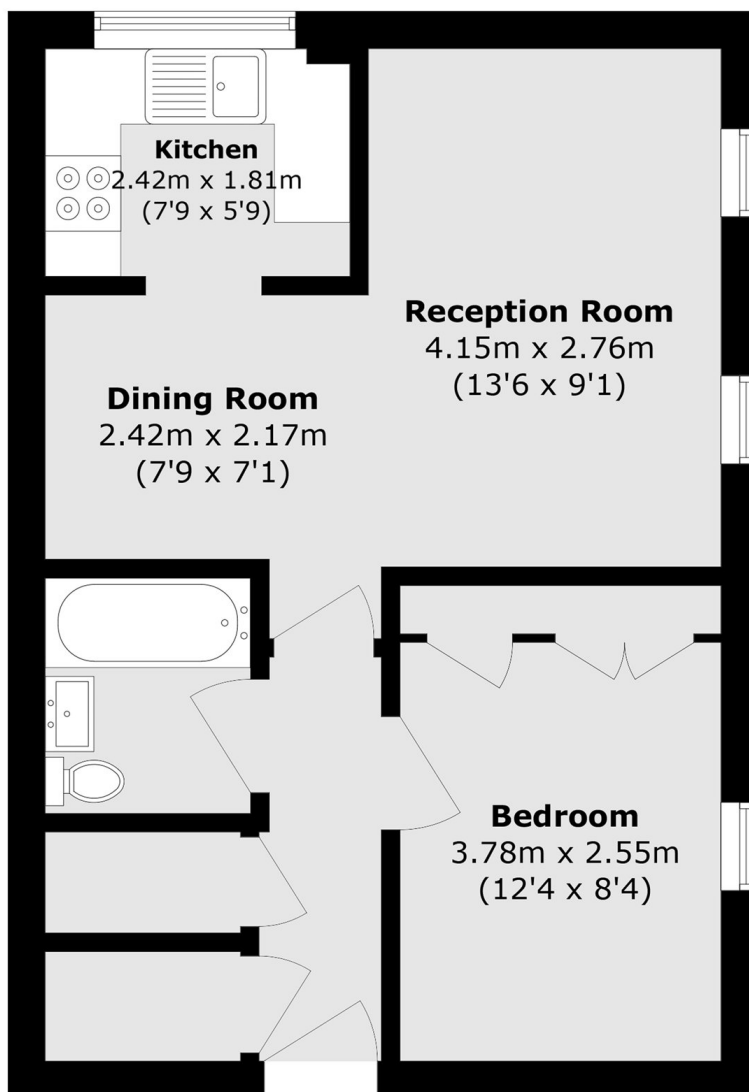 Kitchen
2.42m x 1.81m
(7'9 x 5'9)
Reception Room
4.15m x 2.76m
(13'6 x 9'1)
Dining Room
2.42m x 2.17m
(7'9 x 7'1)
Bedroom
3.78m x 2.55m
(12'4 x 8'4)